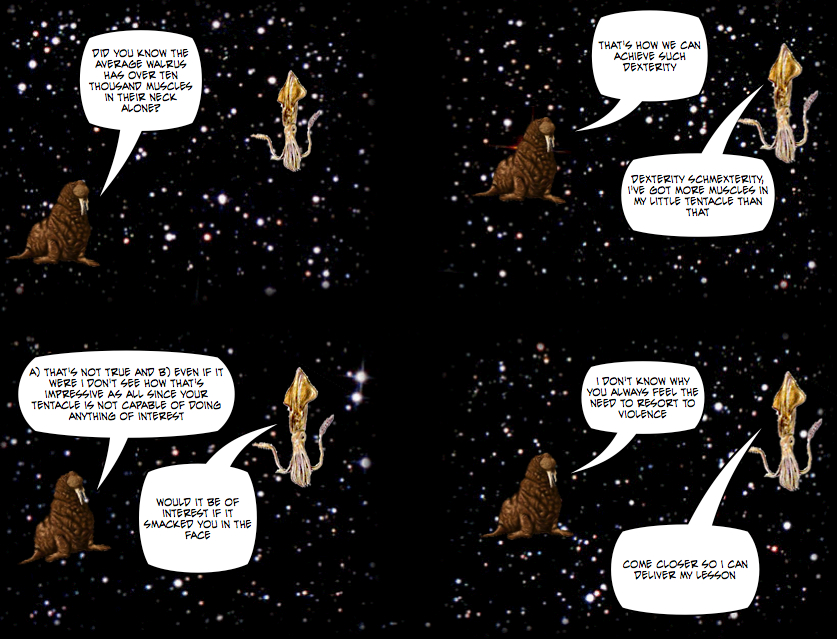 DID YOU KNOW THE
AVERAGE WALRUS
HAS OVER TEN
THOUSAND MUSCLES
IN THEIR NECK
ALONE?
THAT'S HOW WE CAN
ACHIEVE SUCH
DEXTERITY
DEXTERITY SCHMEXTERITY,
I'VE GOT MORE MUSCLES IN
MY LITTLE TENTACLE THAN
THAT
A) THAT'S NOT TRUE AND B) EVEN IF IT
WERE I DON'T SEE HOW THAT'S
IMPRESSIVE AS ALL SINCE YOUR
TENTACLE IS NOT CAPABLE OF DOING
ANYTHING OF INTEREST
WOULD IT BE OF
INTEREST IF IT
SMACKED YOU IN THE
FACE
I DON'T KNOW WHY
YOU ALWAYS FEEL THE
NEED TO RESORT TO
VIOLENCE
COME CLOSER SO I CAN
DELIVER MY LESSON